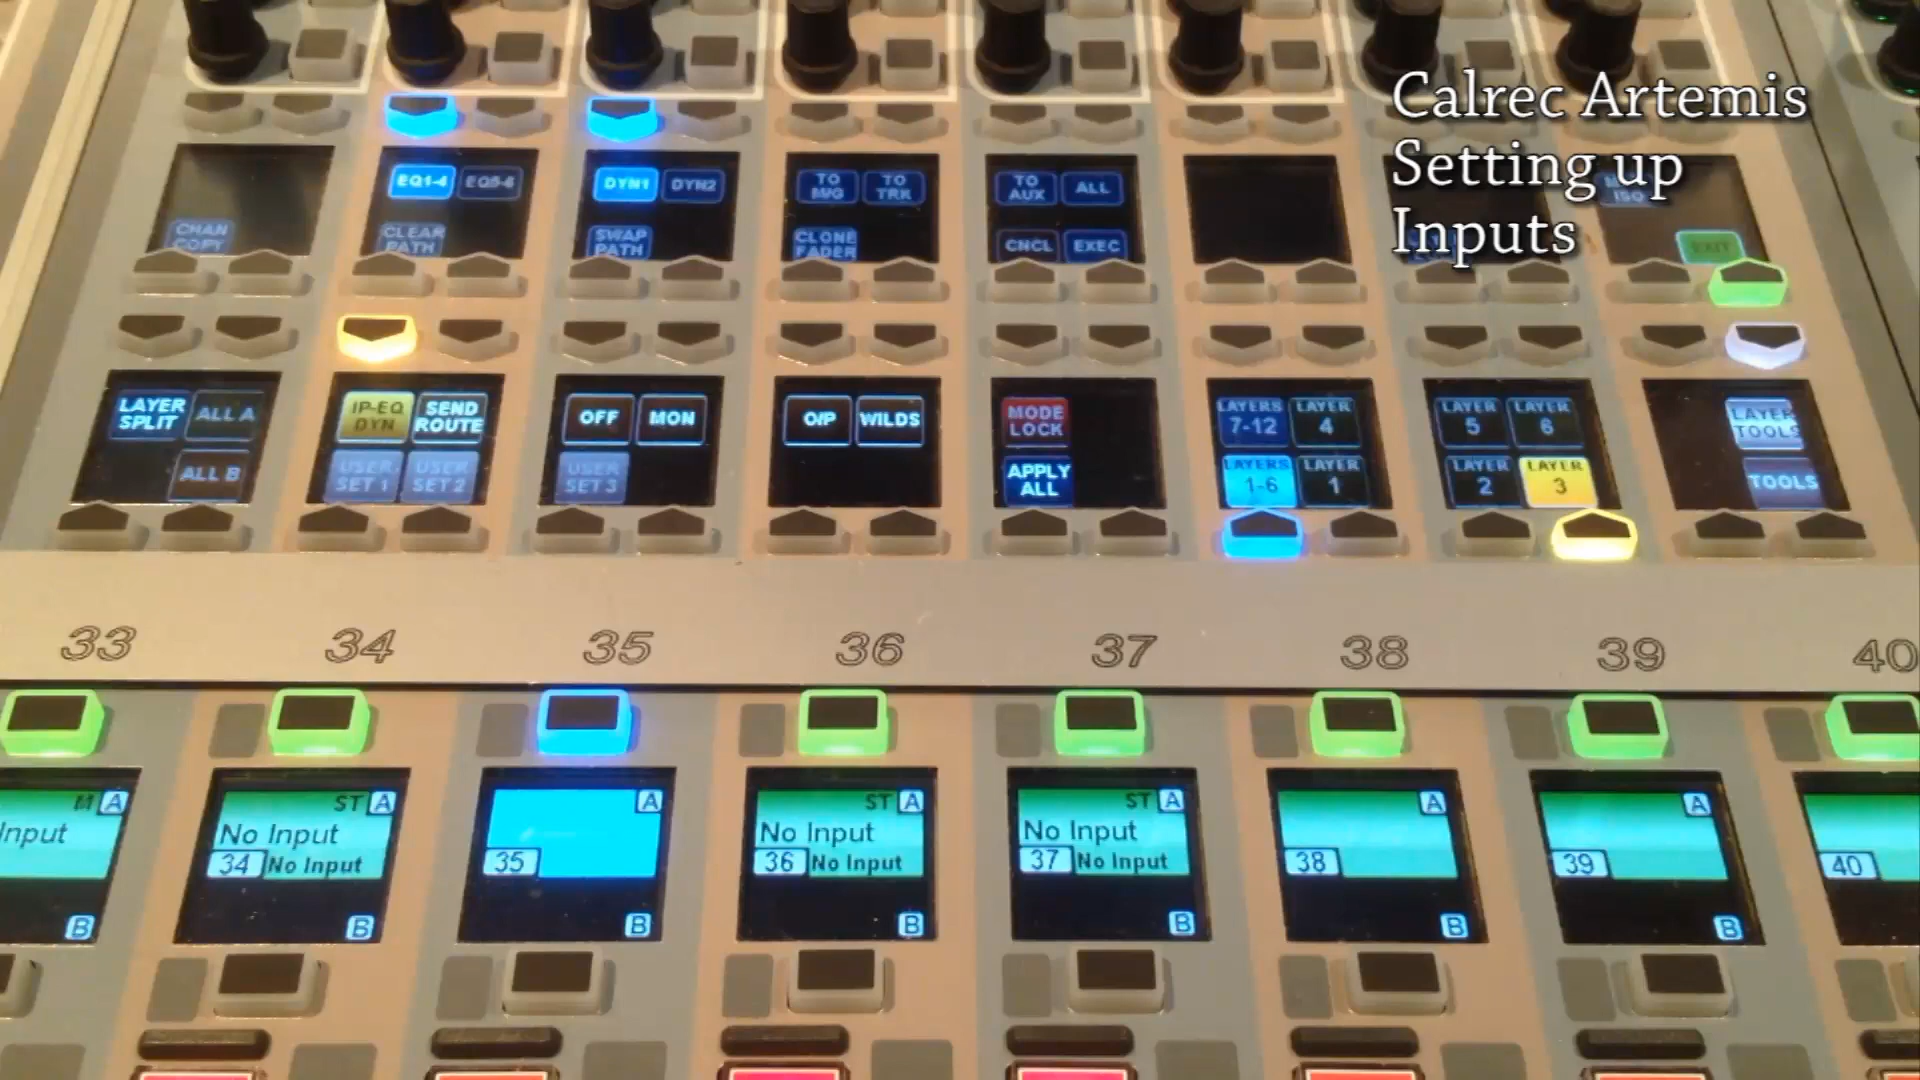 Calrec Artemis
Setting up
Inputs
CHAN
COPY
EQ1-4 EQ5-6
CLEAR
PATH
DYN1 DYN2
SWAP
PATH
TO TO
TRK
CLONE
FADER
TO
AUX ALL
CNCL EXEC
ISO
EXIT
LAYER
SPLIT ALL A
ALL B
IP-EQ
DYN
SEND
ROUTE
USER
SET 1
USER
SET 2
OFF MON
USER
SET 3
O/P WILDS
MODE
LOCK
APPLY
ALL
LAYERS
7-12
LAYER
4
LAYERS
1-6
LAYER
1
LAYER
5
LAYER
6
LAYER
2
LAYER
3
LAYER
TOOLS
TOOLS
33 34 35 36 37 38 39 40
M A
Input
B
ST A
No Input
34 No Input
B
A
35
B
ST A
No Input
36 No Input
B
ST A
No Input
37 No Input
B
A
38
B
A
39
B
40